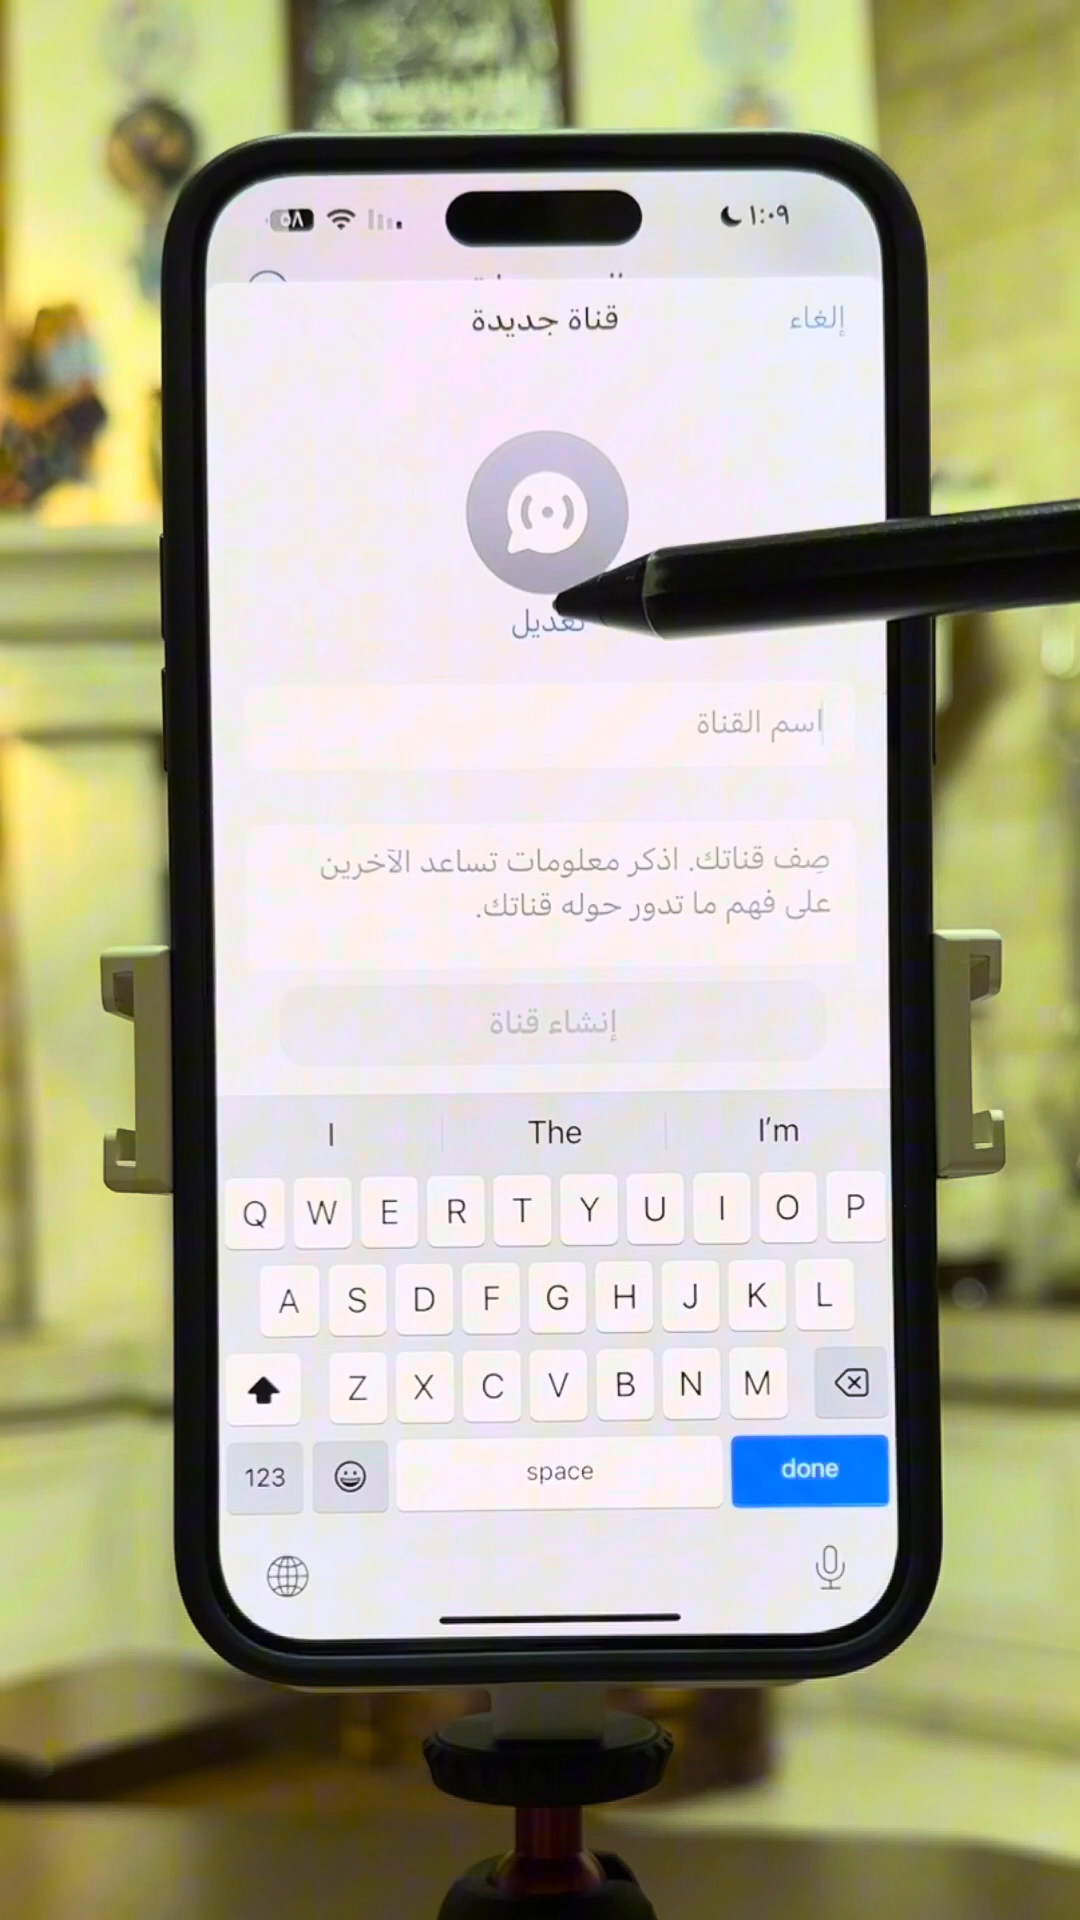 ١:٠٩
٥٨
إلغاء
قناة جديدة
تعديل
اسم القناة
صِف قناتك. اذكر معلومات تساعد الآخرين
على فهم ما تدور حوله قناتك.
إنشاء قناة
I The I'm
Q W E R T Y U I O P
A S D F G H J K L
Z X C V B N M
123 space done